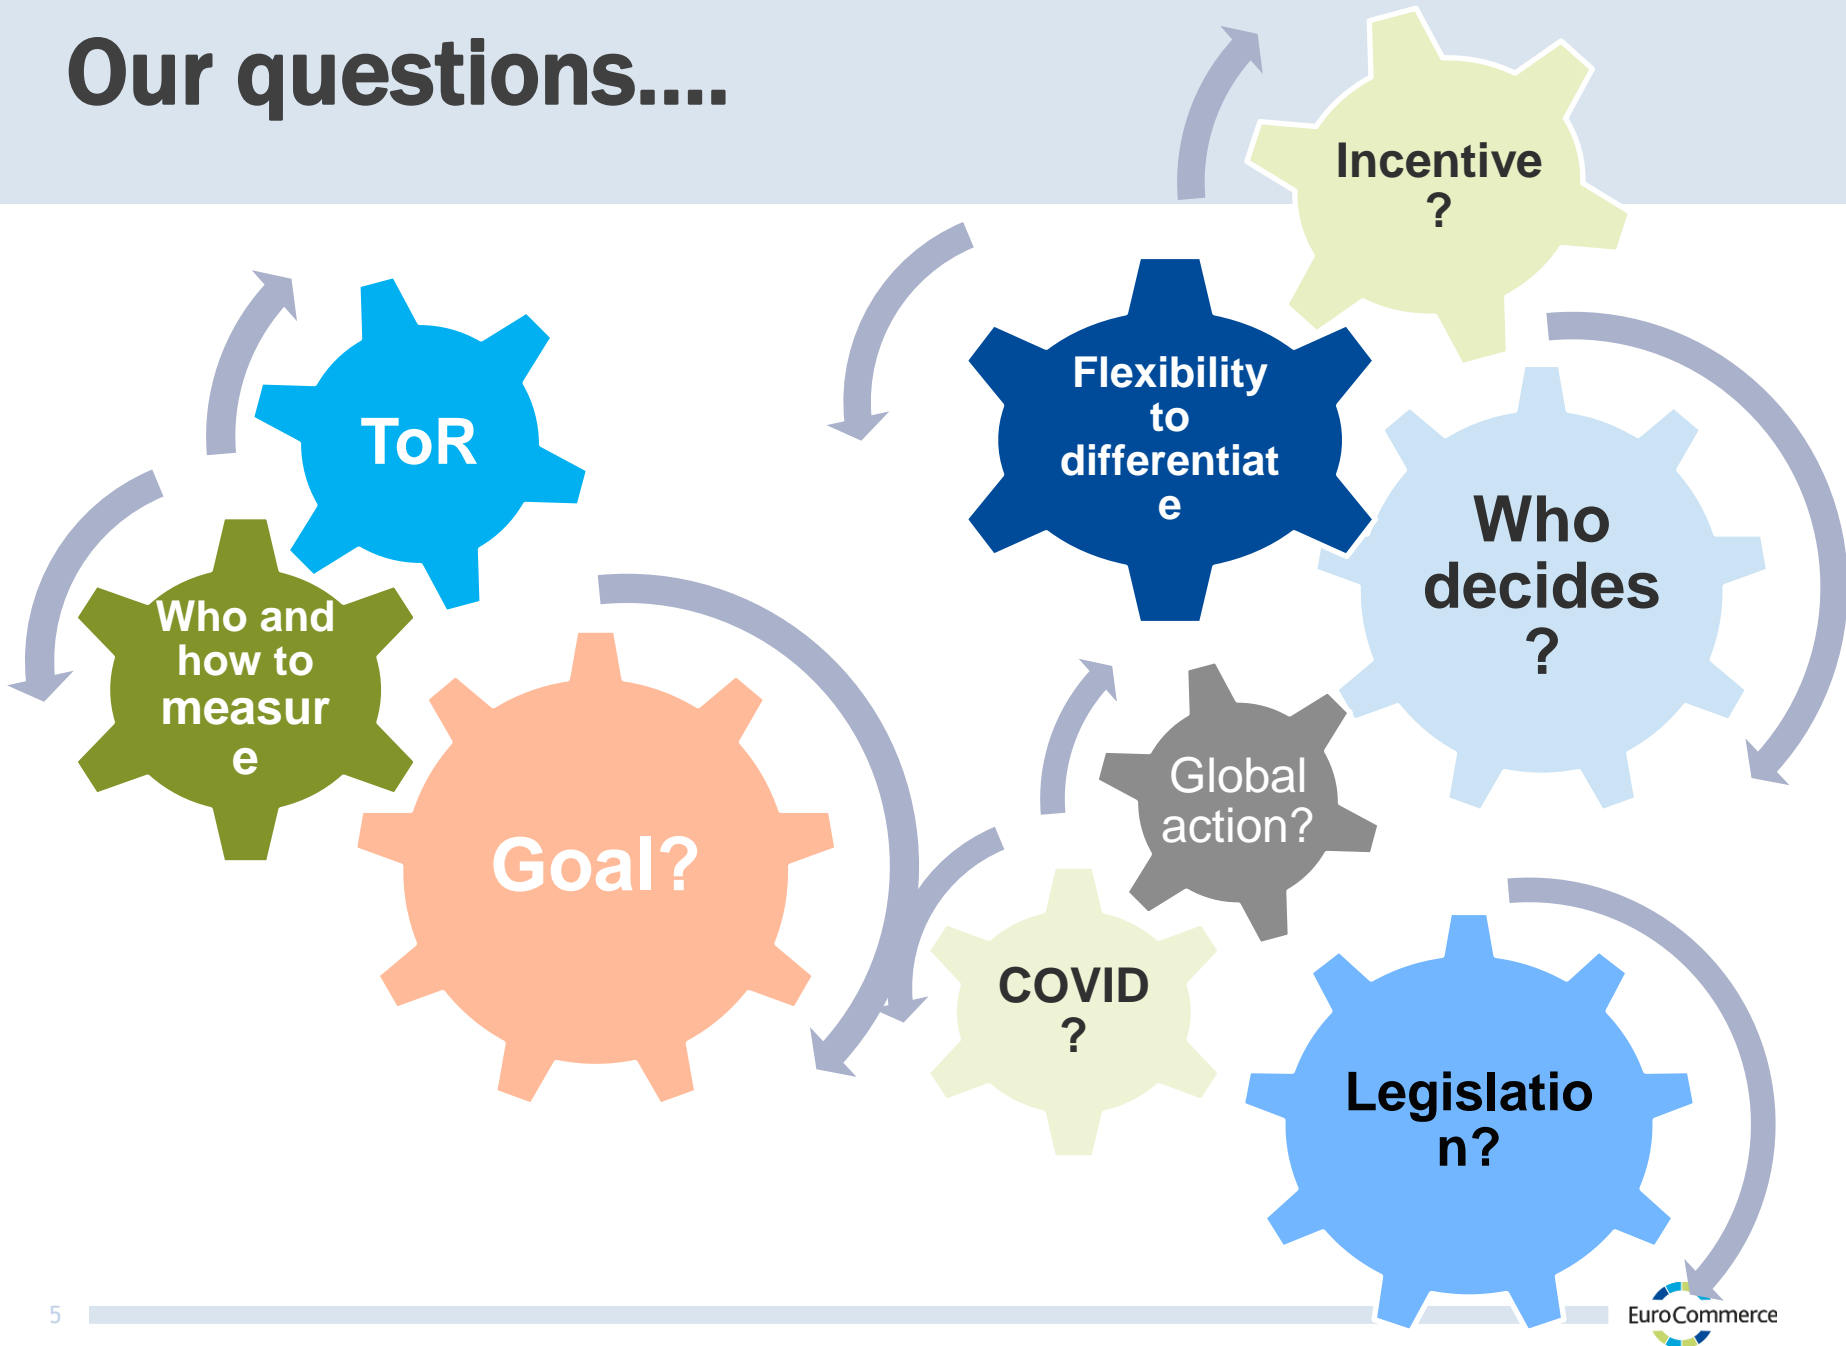 Our questions....
Incentive
?
Flexibility
to
differentiat
e
Who
decides
?
ToR
Who and
how to
measur
e
Goal?
Global
action?
COVID
?
Legislatio
n?
5
EuroCommerce